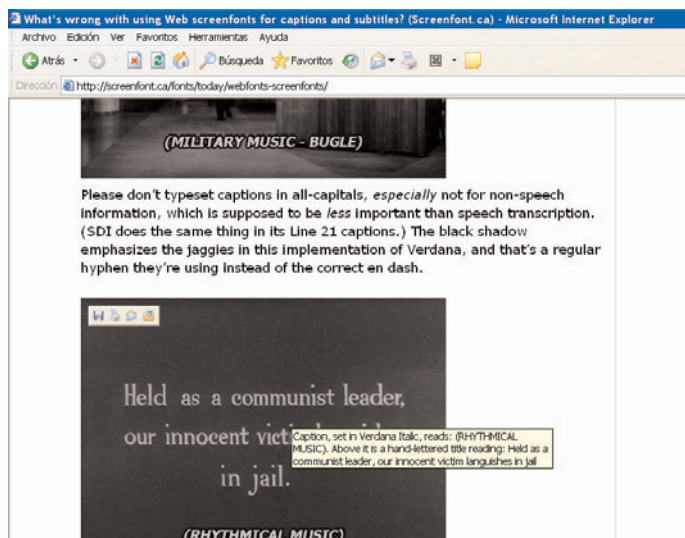 What's wrong with using Web screenfonts for captions and subtitles? (Screenfont.ca) - Microsoft Internet Explorer
Archivo Edición Ver Favoritos Herramientas Ayuda
Atrás Búsqueda Favoritos
Dirección http://screenfont.ca/fonts/today/webfonts-screenfonts/
(MILITARY MUSIC - BUGLE)
Please don't typeset captions in all-capitals, especially not for non-speech
information, which is supposed to be less important than speech transcription.
(SDI does the same thing in its Line 21 captions.) The black shadow
emphasizes the jaggies in this implementation of Verdana, and that's a regular
hyphen they're using instead of the correct en dash.
Held as a communist leader,
our innocent
in jail.
Caption, set in Verdana Italic, reads: (RHYTHMICAL
MUSIC). Above it is a hand-lettered title reading: Held as a
communist leader, our innocent victim languishes in jail
(RHYTHMICAL MUSIC)